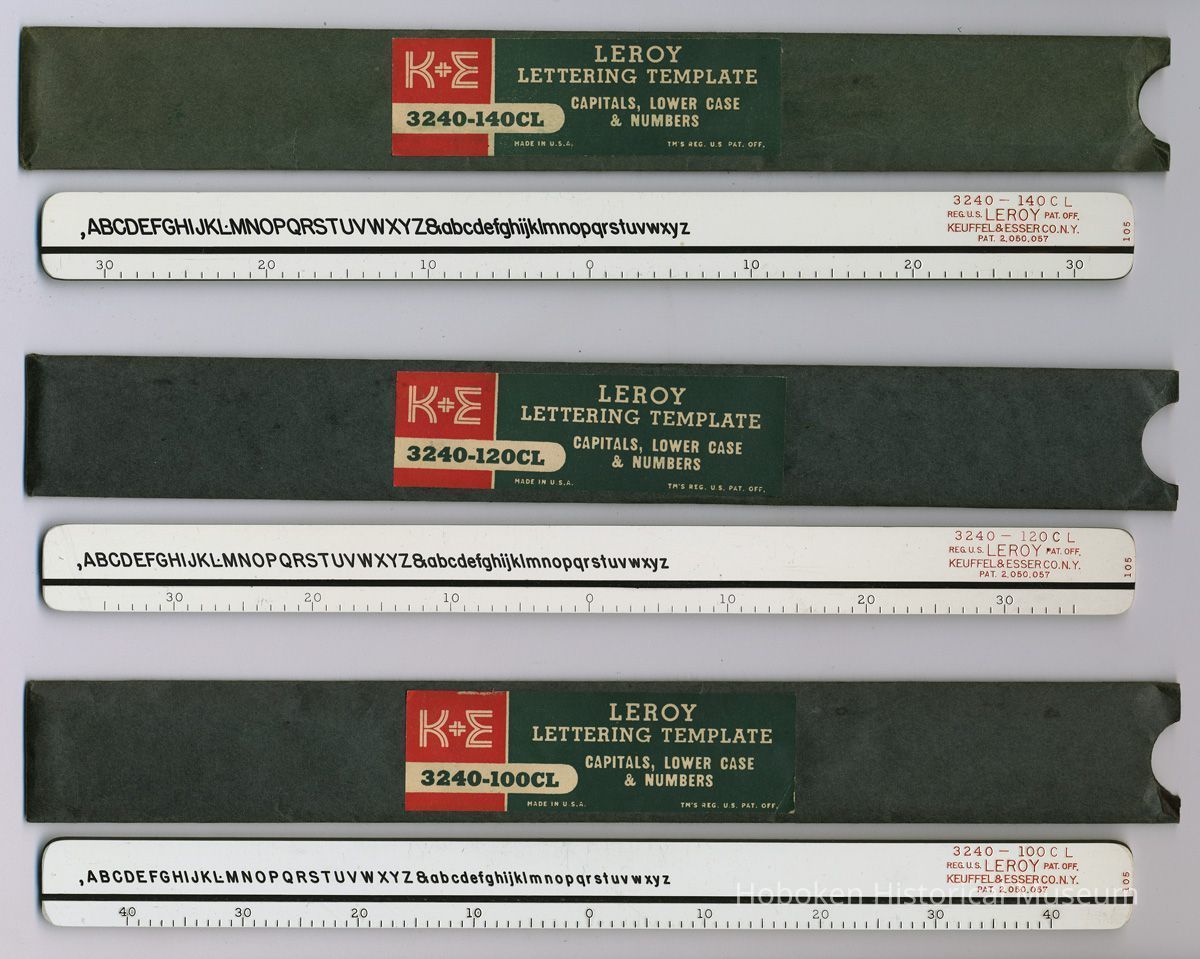 K+E
LEROY
LETTERING TEMPLATE
3240-140CL
CAPITALS, LOWER CASE
& NUMBERS
MADE IN U.S.A.
TM'S REG. U.S. PAT. OFF.
,ABCDEFGHIJKL-MNOPQRSTUVWXYZ&abcdefghijklmnopqrstuvwxyz
3240 - 140CL
REG. U.S. LEROY PAT. OFF.
KEUFFEL & ESSER CO. N.Y.
PAT. 2,050,057
105
30 20 10 0 10 20 30
K+E
LEROY
LETTERING TEMPLATE
3240-120CL
CAPITALS, LOWER CASE
& NUMBERS
MADE IN U.S.A.
TM'S REG. U.S. PAT. OFF.
,ABCDEFGHIJKL-MNOPQRSTUVWXYZ&abcdefghijklmnopqrstuvwxyz
3240 - 120CL
REG. U.S. LEROY PAT. OFF.
KEUFFEL & ESSER CO. N.Y.
PAT. 2,050,057
105
30 20 10 0 10 20 30
K+E
LEROY
LETTERING TEMPLATE
3240-100CL
CAPITALS, LOWER CASE
& NUMBERS
MADE IN U.S.A.
TM'S REG. U.S. PAT. OFF.
,ABCDEFGHIJKL-MNOPQRSTUVWXYZ&abcdefghijklmnopqrstuvwxyz
3240 - 100CL
REG. U.S. LEROY PAT. OFF.
KEUFFEL & ESSER CO. N.Y.
PAT. 2,050,057
105
40 30 20 10 0 10 20 30 40
Hoboken Historical Museum